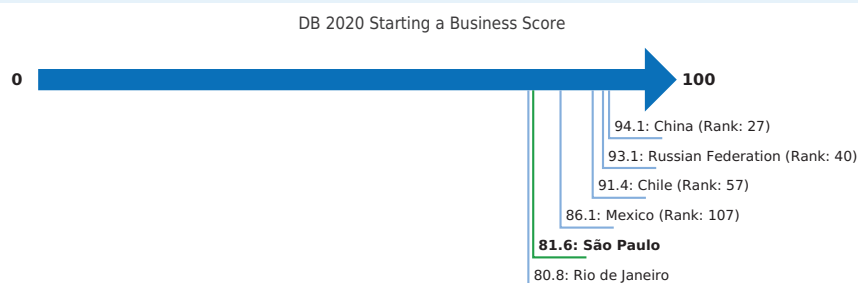 DB 2020 Starting a Business Score
0
100
94.1: China (Rank: 27)
93.1: Russian Federation (Rank: 40)
91.4: Chile (Rank: 57)
86.1: Mexico (Rank: 107)
81.6: São Paulo
80.8: Rio de Janeiro